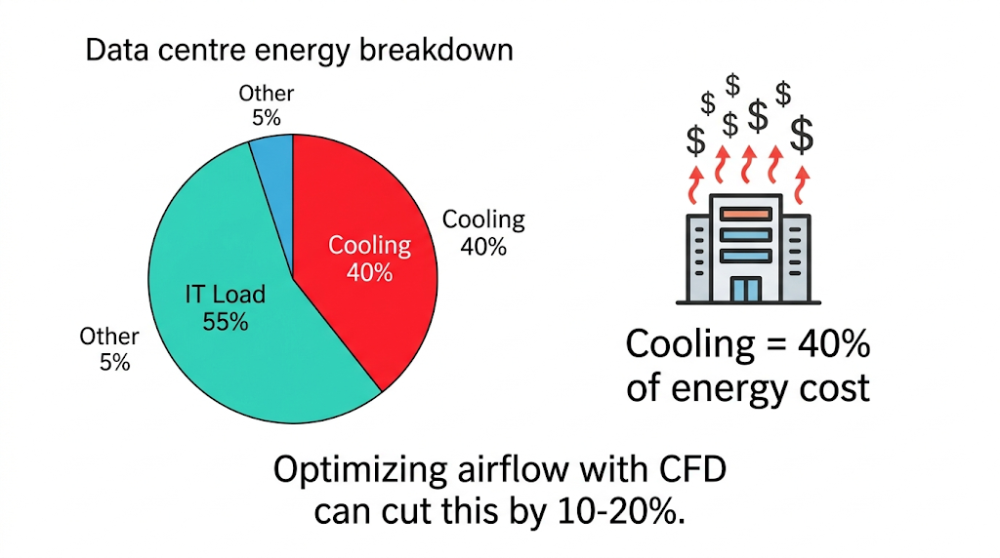 Data centre energy breakdown
Other
5%
Cooling
40%
Cooling
40%
IT Load
55%
Other
5%
$ $ $ $ $ $ $ $
Cooling = 40%
of energy cost
Optimizing airflow with CFD
can cut this by 10-20%.